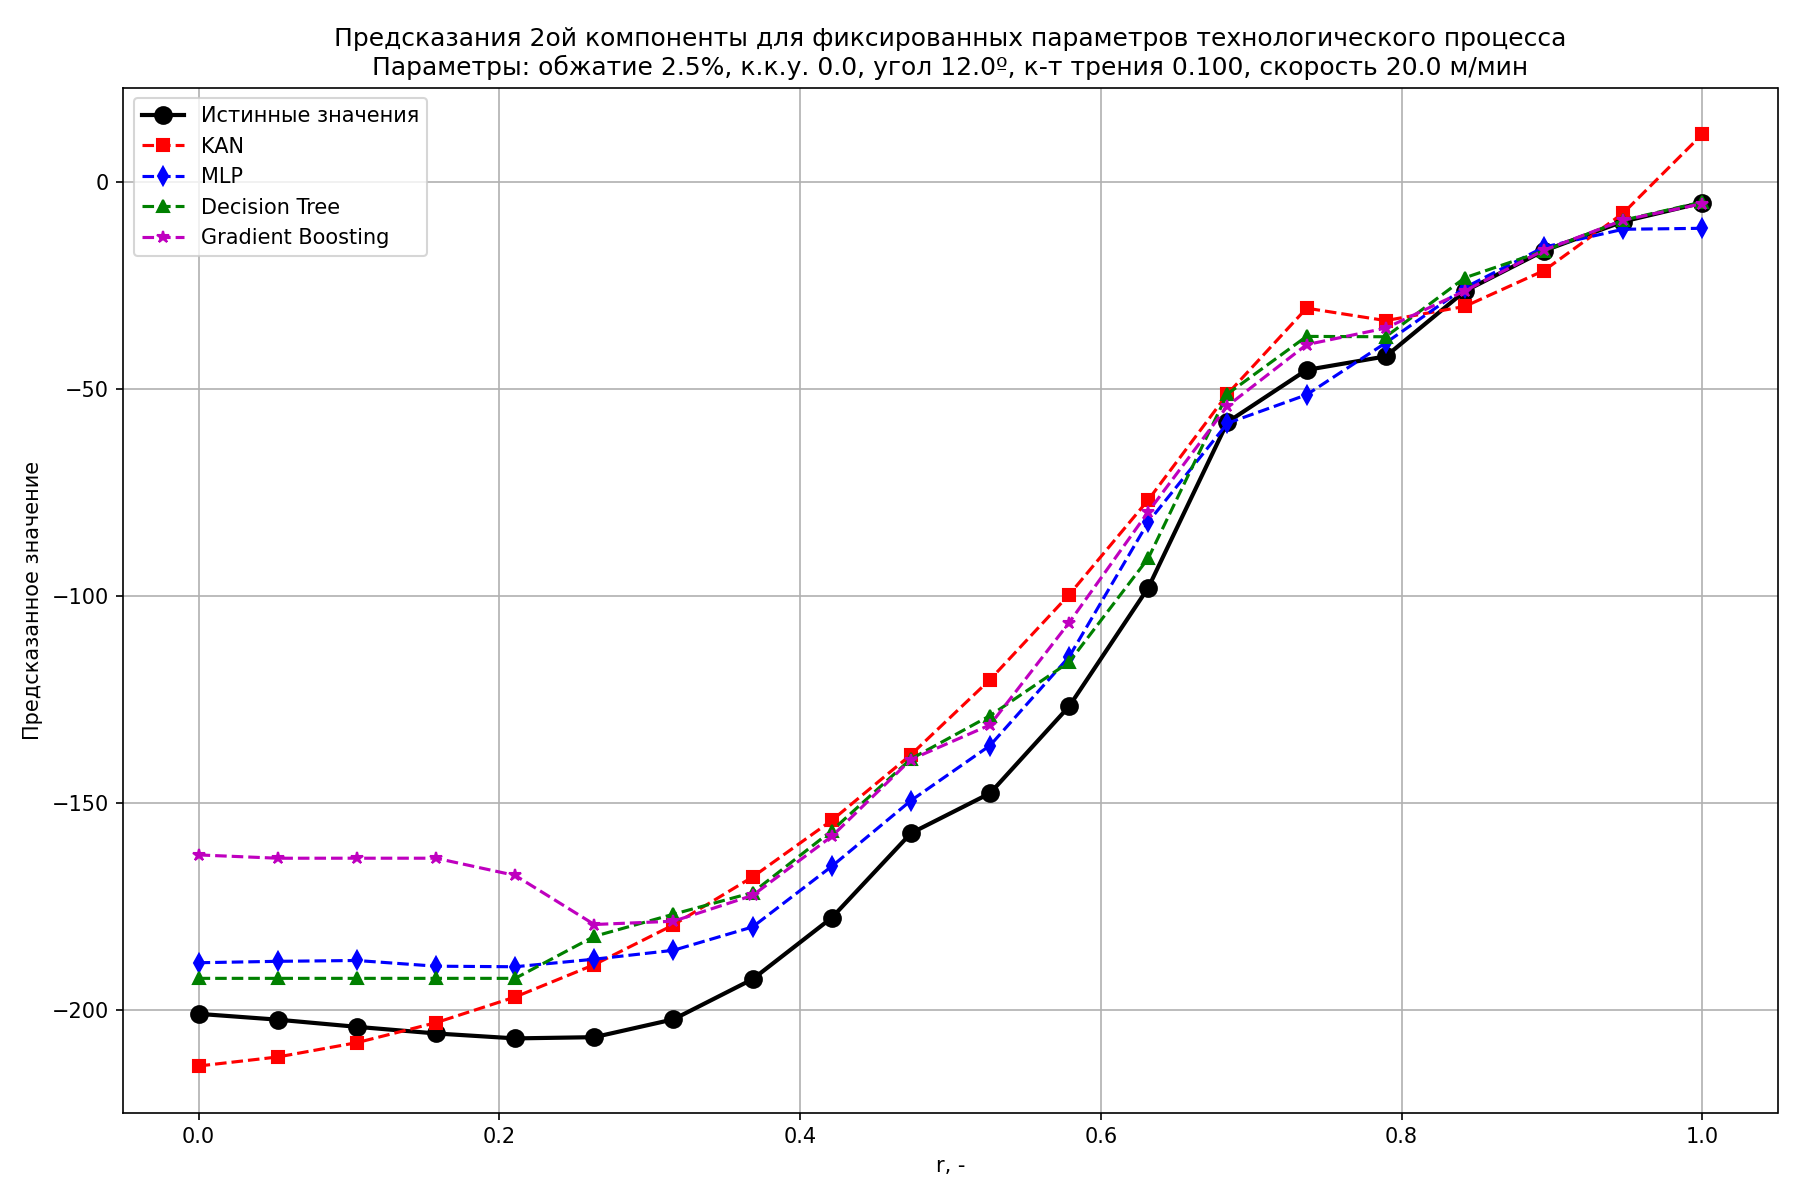 Предсказания 2ой компоненты для фиксированных параметров технологического процесса
Параметры: обжатие 2.5%, к.к.у. 0.0, угол 12.0º, к-т трения 0.100, скорость 20.0 м/мин
Истинные значения
KAN
MLP
Decision Tree
Gradient Boosting
Предсказанное значение
0
−50
−100
−150
−200
0.0
0.2
0.4
0.6
0.8
1.0
r, -